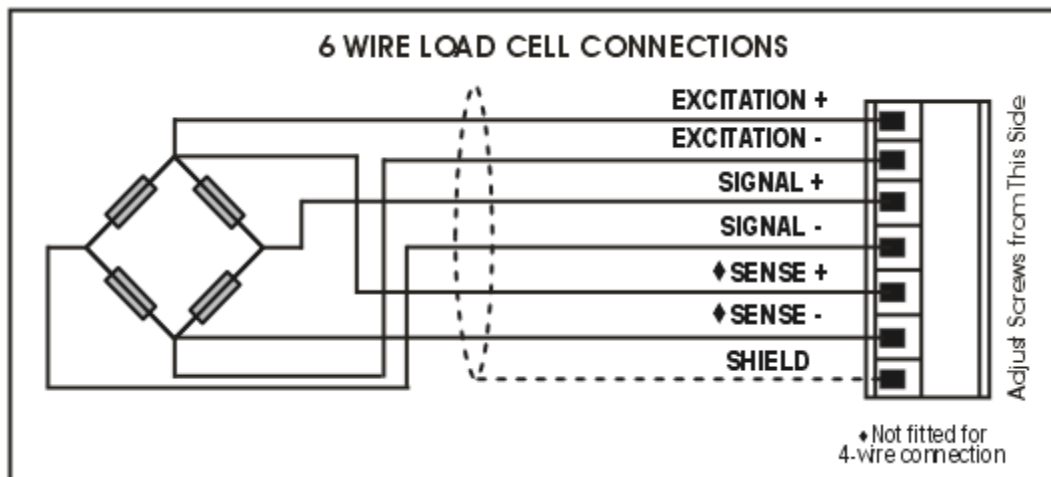 6 WIRE LOAD CELL CONNECTIONS
EXCITATION +
EXCITATION -
SIGNAL +
SIGNAL -
♦SENSE +
♦SENSE -
SHIELD
Adjust Screws from This Side
♦Not fitted for
4-wire connection